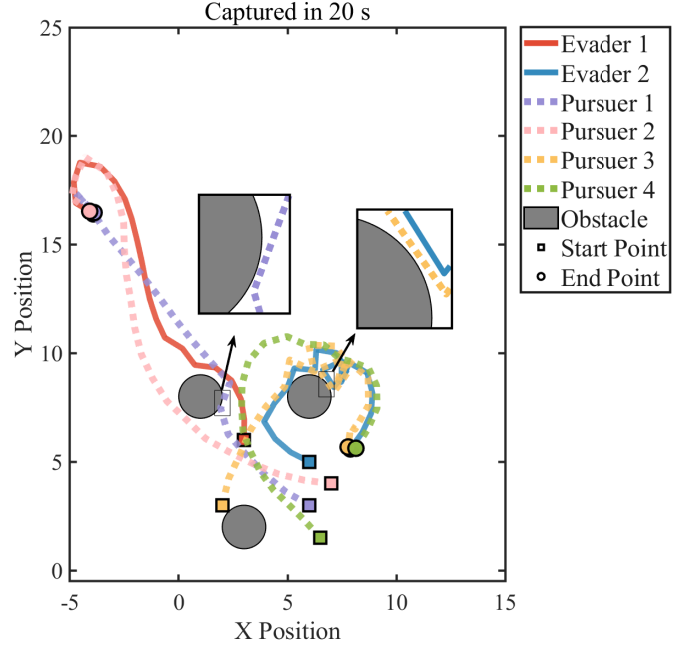 Captured in 20 s
25
20
15
10
5
0
-5
0
5
10
15
Y Position
X Position
Evader 1
Evader 2
Pursuer 1
Pursuer 2
Pursuer 3
Pursuer 4
Obstacle
Start Point
End Point